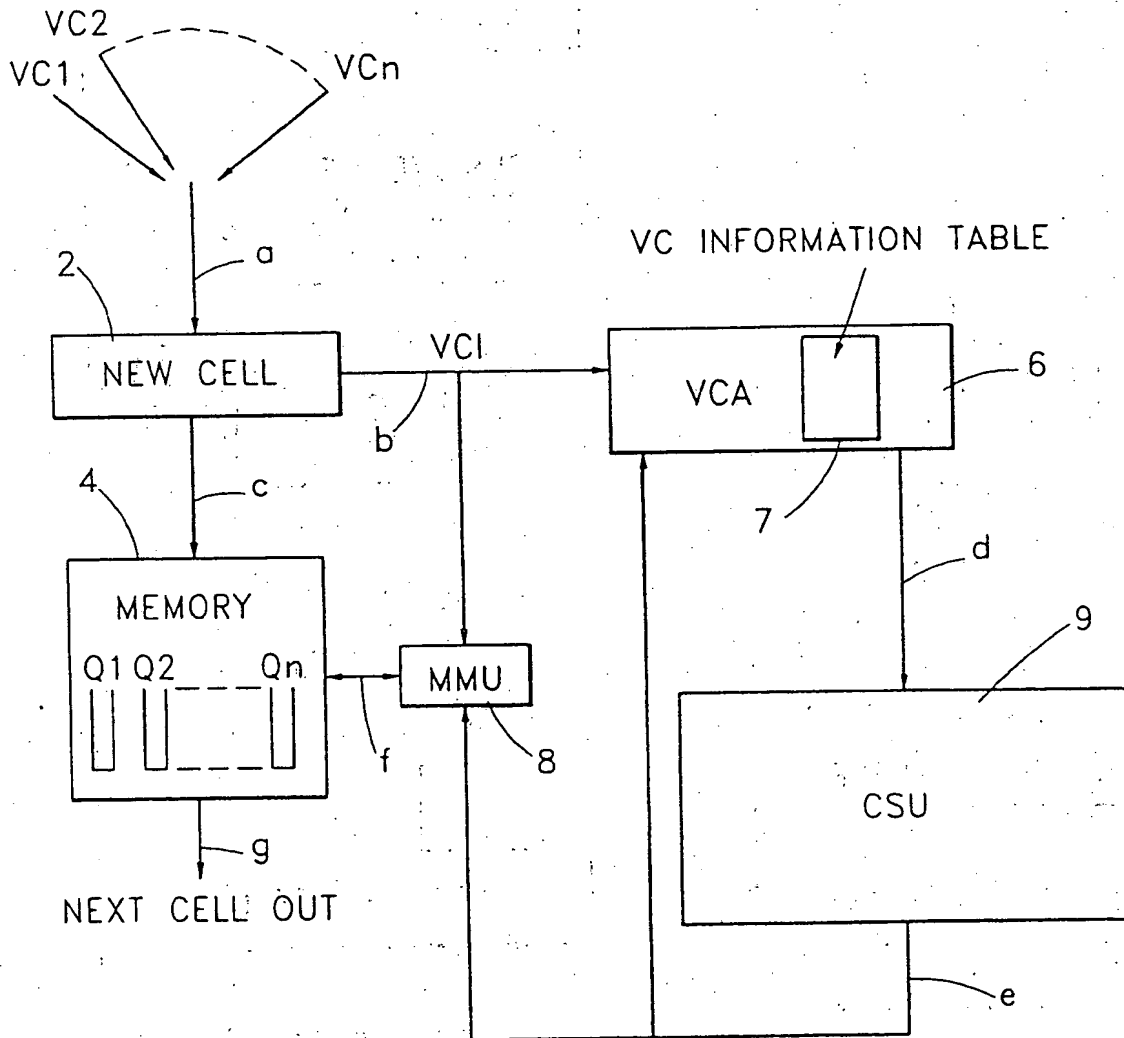 VC2
VC1
VCn
a
VC INFORMATION TABLE
2
NEW CELL
VCI
b
VCA
6
7
c
4
d
MEMORY
Q1 Q2 Qn
MMU
f
8
9
CSU
g
NEXT CELL OUT
e